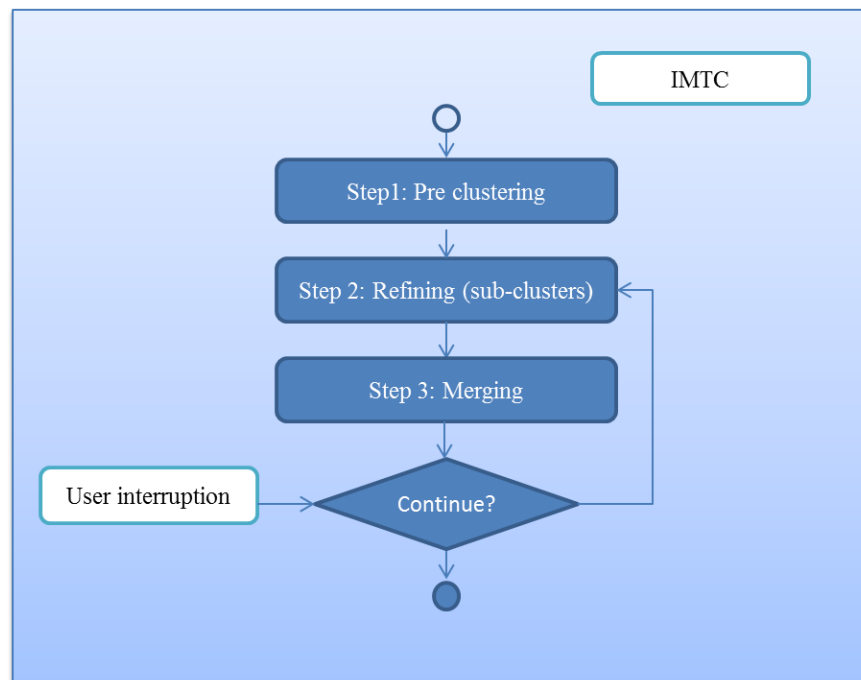 IMTC
Step1: Pre clustering
Step 2: Refining (sub-clusters)
Step 3: Merging
User interruption
Continue?